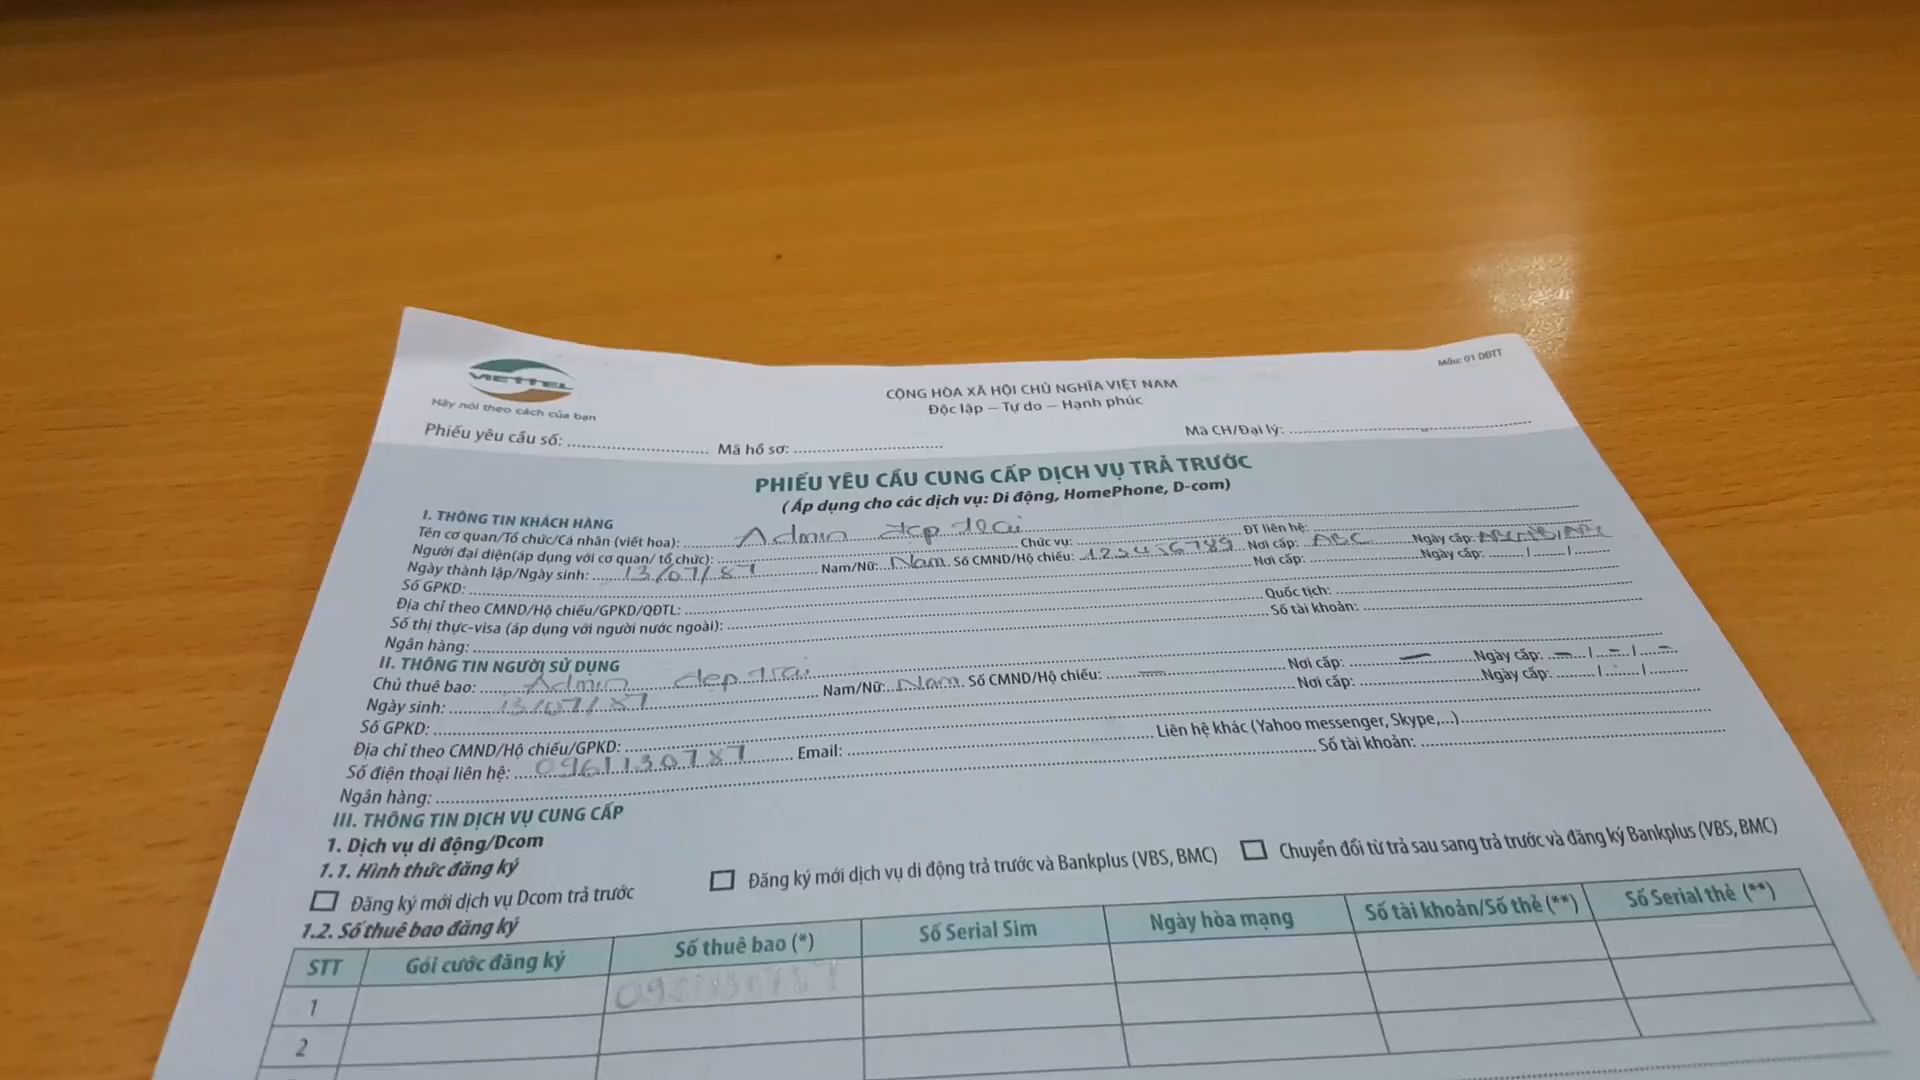 VIETTEL
Hãy nói theo cách của bạn
Mẫu: 01 DĐTT
CỘNG HÒA XÃ HỘI CHỦ NGHĨA VIỆT NAM
Độc lập – Tự do – Hạnh phúc
Phiếu yêu cầu số: Mã hồ sơ: Mã CH/Đại lý:
PHIẾU YÊU CẦU CUNG CẤP DỊCH VỤ TRẢ TRƯỚC
( Áp dụng cho các dịch vụ: Di động, HomePhone, D-com)
I. THÔNG TIN KHÁCH HÀNG
Tên cơ quan/Tổ chức/Cá nhân (viết hoa): Admin đẹp trai
Người đại diện(áp dụng với cơ quan/ tổ chức): Chức vụ: ĐT liên hệ:
Ngày thành lập/Ngày sinh: 13/07/87 Nam/Nữ: Nam Số CMND/Hộ chiếu: 123456789 Nơi cấp: ABC Ngày cấp:
Số GPKD: Nơi cấp: Ngày cấp: / /
Địa chỉ theo CMND/Hộ chiếu/GPKD/QĐTL:
Số thị thực-visa (áp dụng với người nước ngoài): Quốc tịch:
Ngân hàng: Số tài khoản:
II. THÔNG TIN NGƯỜI SỬ DỤNG
Chủ thuê bao: Admin đẹp trai
Ngày sinh: 13/07/87 Nam/Nữ: Nam Số CMND/Hộ chiếu: – Nơi cấp: – Ngày cấp: – / – / –
Số GPKD: Nơi cấp: Ngày cấp: / /
Địa chỉ theo CMND/Hộ chiếu/GPKD:
Số điện thoại liên hệ: 0961130787 Email: Liên hệ khác (Yahoo messenger, Skype,...)
Ngân hàng: Số tài khoản:
III. THÔNG TIN DỊCH VỤ CUNG CẤP
1. Dịch vụ di động/Dcom
1.1. Hình thức đăng ký
Đăng ký mới dịch vụ Dcom trả trước Đăng ký mới dịch vụ di động trả trước và Bankplus (VBS, BMC) Chuyển đổi từ trả sau sang trả trước và đăng ký Bankplus (VBS, BMC)
1.2. Số thuê bao đăng ký
STT Gói cước đăng ký Số thuê bao (*) Số Serial Sim Ngày hòa mạng Số tài khoản/Số thẻ (**) Số Serial thẻ (**)
1
2